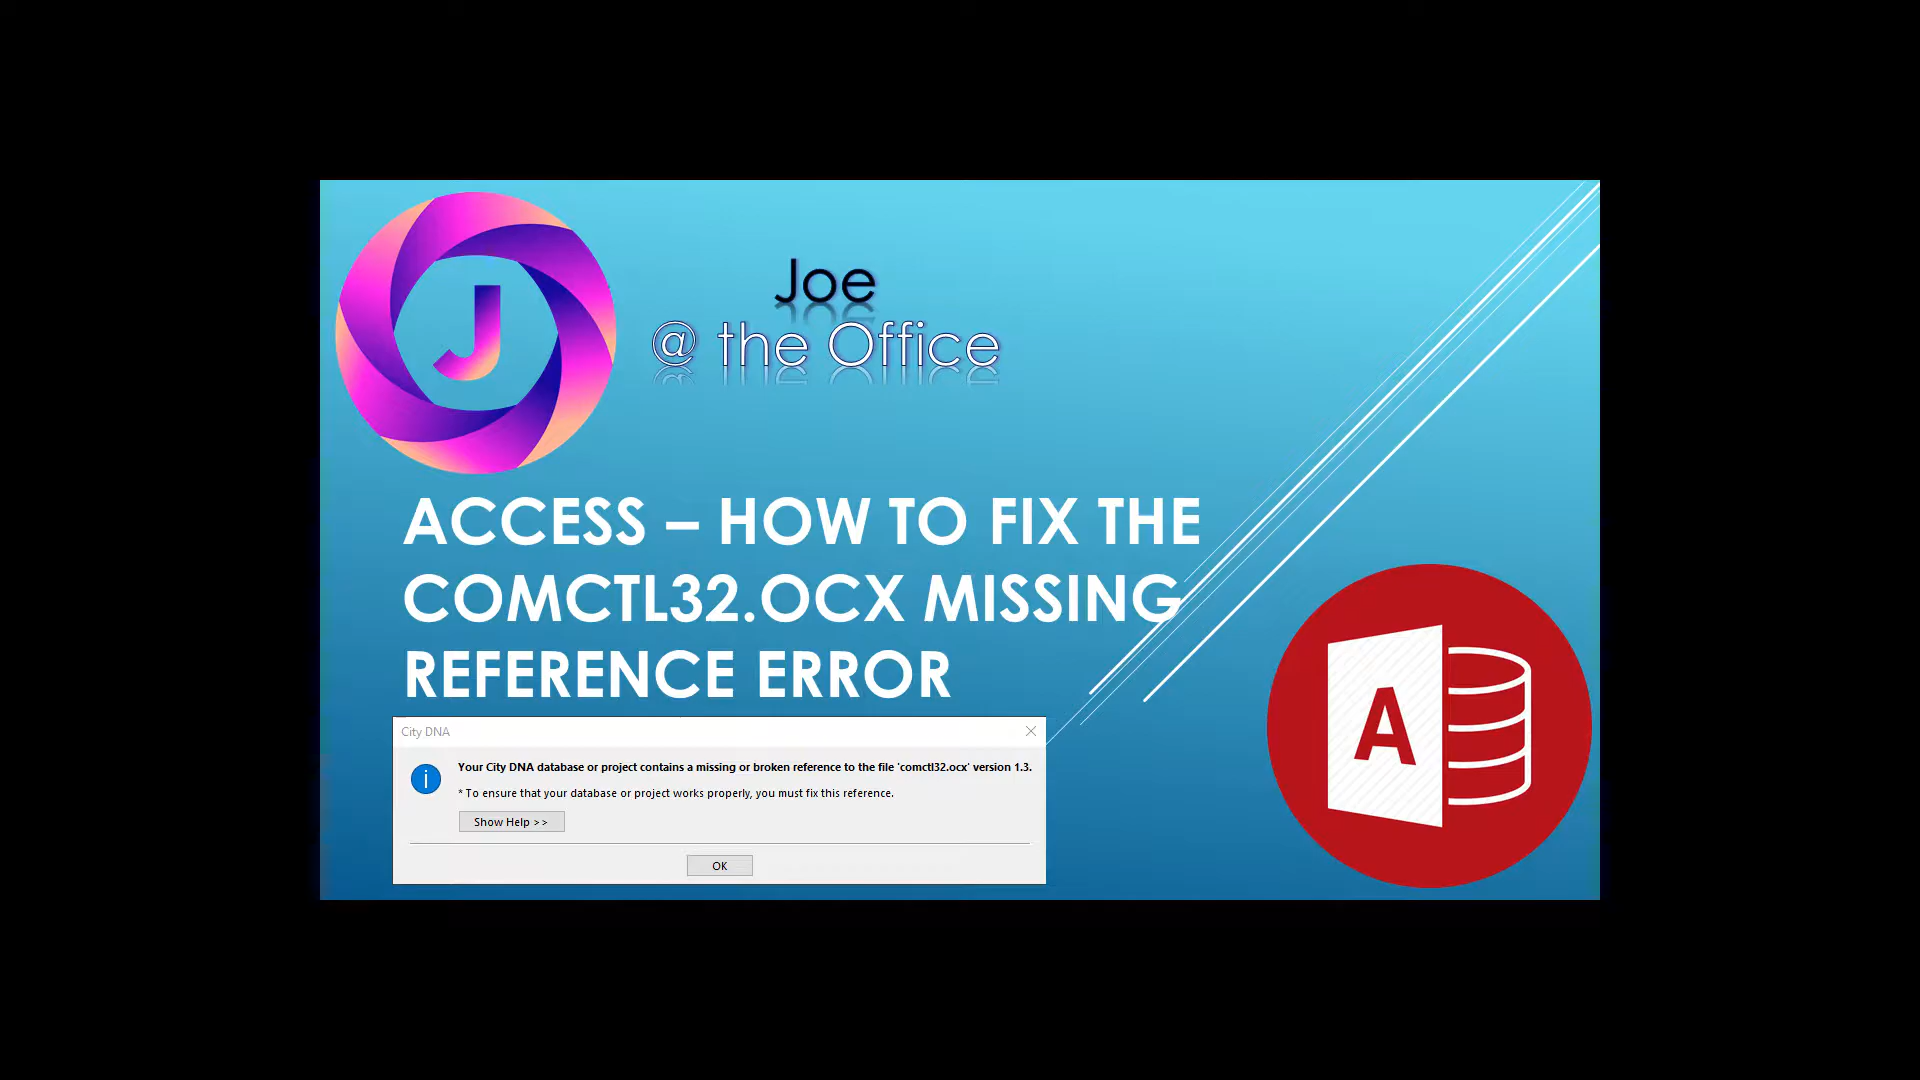 J
Joe
@ the Office
ACCESS – HOW TO FIX THE
COMCTL32.OCX MISSING
REFERENCE ERROR
City DNA
Your City DNA database or project contains a missing or broken reference to the file 'comctl32.ocx' version 1.3.
* To ensure that your database or project works properly, you must fix this reference.
Show Help >>
OK
A